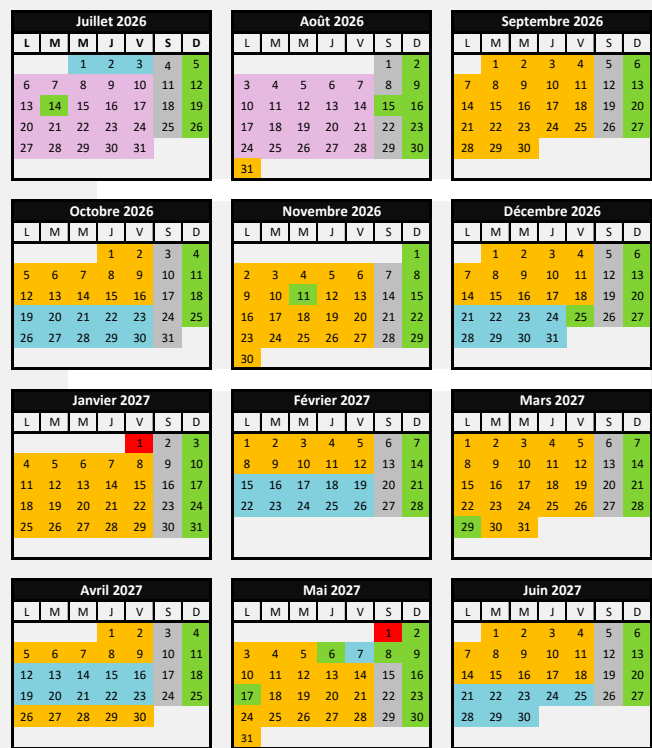 Juillet 2026
L M M J V S D
1 2 3 4 5
6 7 8 9 10 11 12
13 14 15 16 17 18 19
20 21 22 23 24 25 26
27 28 29 30 31
Août 2026
L M M J V S D
1 2
3 4 5 6 7 8 9
10 11 12 13 14 15 16
17 18 19 20 21 22 23
24 25 26 27 28 29 30
31
Septembre 2026
L M M J V S D
1 2 3 4 5 6
7 8 9 10 11 12 13
14 15 16 17 18 19 20
21 22 23 24 25 26 27
28 29 30
Octobre 2026
L M M J V S D
1 2 3 4
5 6 7 8 9 10 11
12 13 14 15 16 17 18
19 20 21 22 23 24 25
26 27 28 29 30 31
Novembre 2026
L M M J V S D
1
2 3 4 5 6 7 8
9 10 11 12 13 14 15
16 17 18 19 20 21 22
23 24 25 26 27 28 29
30
Décembre 2026
L M M J V S D
1 2 3 4 5 6
7 8 9 10 11 12 13
14 15 16 17 18 19 20
21 22 23 24 25 26 27
28 29 30 31
Janvier 2027
L M M J V S D
1 2 3
4 5 6 7 8 9 10
11 12 13 14 15 16 17
18 19 20 21 22 23 24
25 26 27 28 29 30 31
Février 2027
L M M J V S D
1 2 3 4 5 6 7
8 9 10 11 12 13 14
15 16 17 18 19 20 21
22 23 24 25 26 27 28
Mars 2027
L M M J V S D
1 2 3 4 5 6 7
8 9 10 11 12 13 14
15 16 17 18 19 20 21
22 23 24 25 26 27 28
29 30 31
Avril 2027
L M M J V S D
1 2 3 4
5 6 7 8 9 10 11
12 13 14 15 16 17 18
19 20 21 22 23 24 25
26 27 28 29 30
Mai 2027
L M M J V S D
1 2
3 4 5 6 7 8 9
10 11 12 13 14 15 16
17 18 19 20 21 22 23
24 25 26 27 28 29 30
31
Juin 2027
L M M J V S D
1 2 3 4 5 6
7 8 9 10 11 12 13
14 15 16 17 18 19 20
21 22 23 24 25 26 27
28 29 30